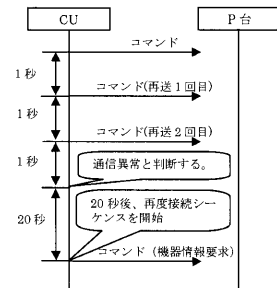 CU
P 台
コマンド
1 秒
コマンド(再送 1 回目)
1 秒
コマンド(再送 2 回目)
1 秒
通信異常と判断する。
20 秒後、再度接続シー
ケンスを開始
20 秒
コマンド (機器情報要求)